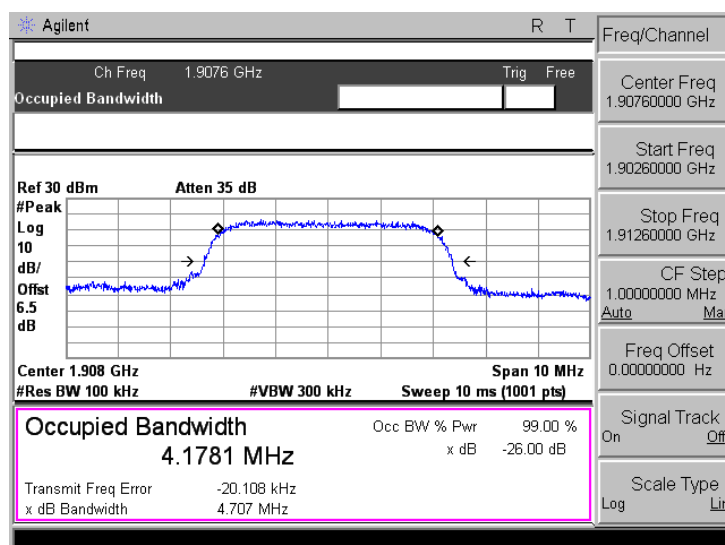 Agilent R T
Ch Freq 1.9076 GHz Trig Free
Occupied Bandwidth
Ref 30 dBm Atten 35 dB
#Peak
Log
10
dB/
Offst
6.5
dB
Center 1.908 GHz Span 10 MHz
#Res BW 100 kHz #VBW 300 kHz Sweep 10 ms (1001 pts)
Occupied Bandwidth
4.1781 MHz
Occ BW % Pwr 99.00 %
x dB -26.00 dB
Transmit Freq Error -20.108 kHz
x dB Bandwidth 4.707 MHz
Freq/Channel
Center Freq
1.90760000 GHz
Start Freq
1.90260000 GHz
Stop Freq
1.91260000 GHz
CF Step
1.00000000 MHz
Auto Ma
Freq Offset
0.00000000 Hz
Signal Track
On Off
Scale Type
Log Lin